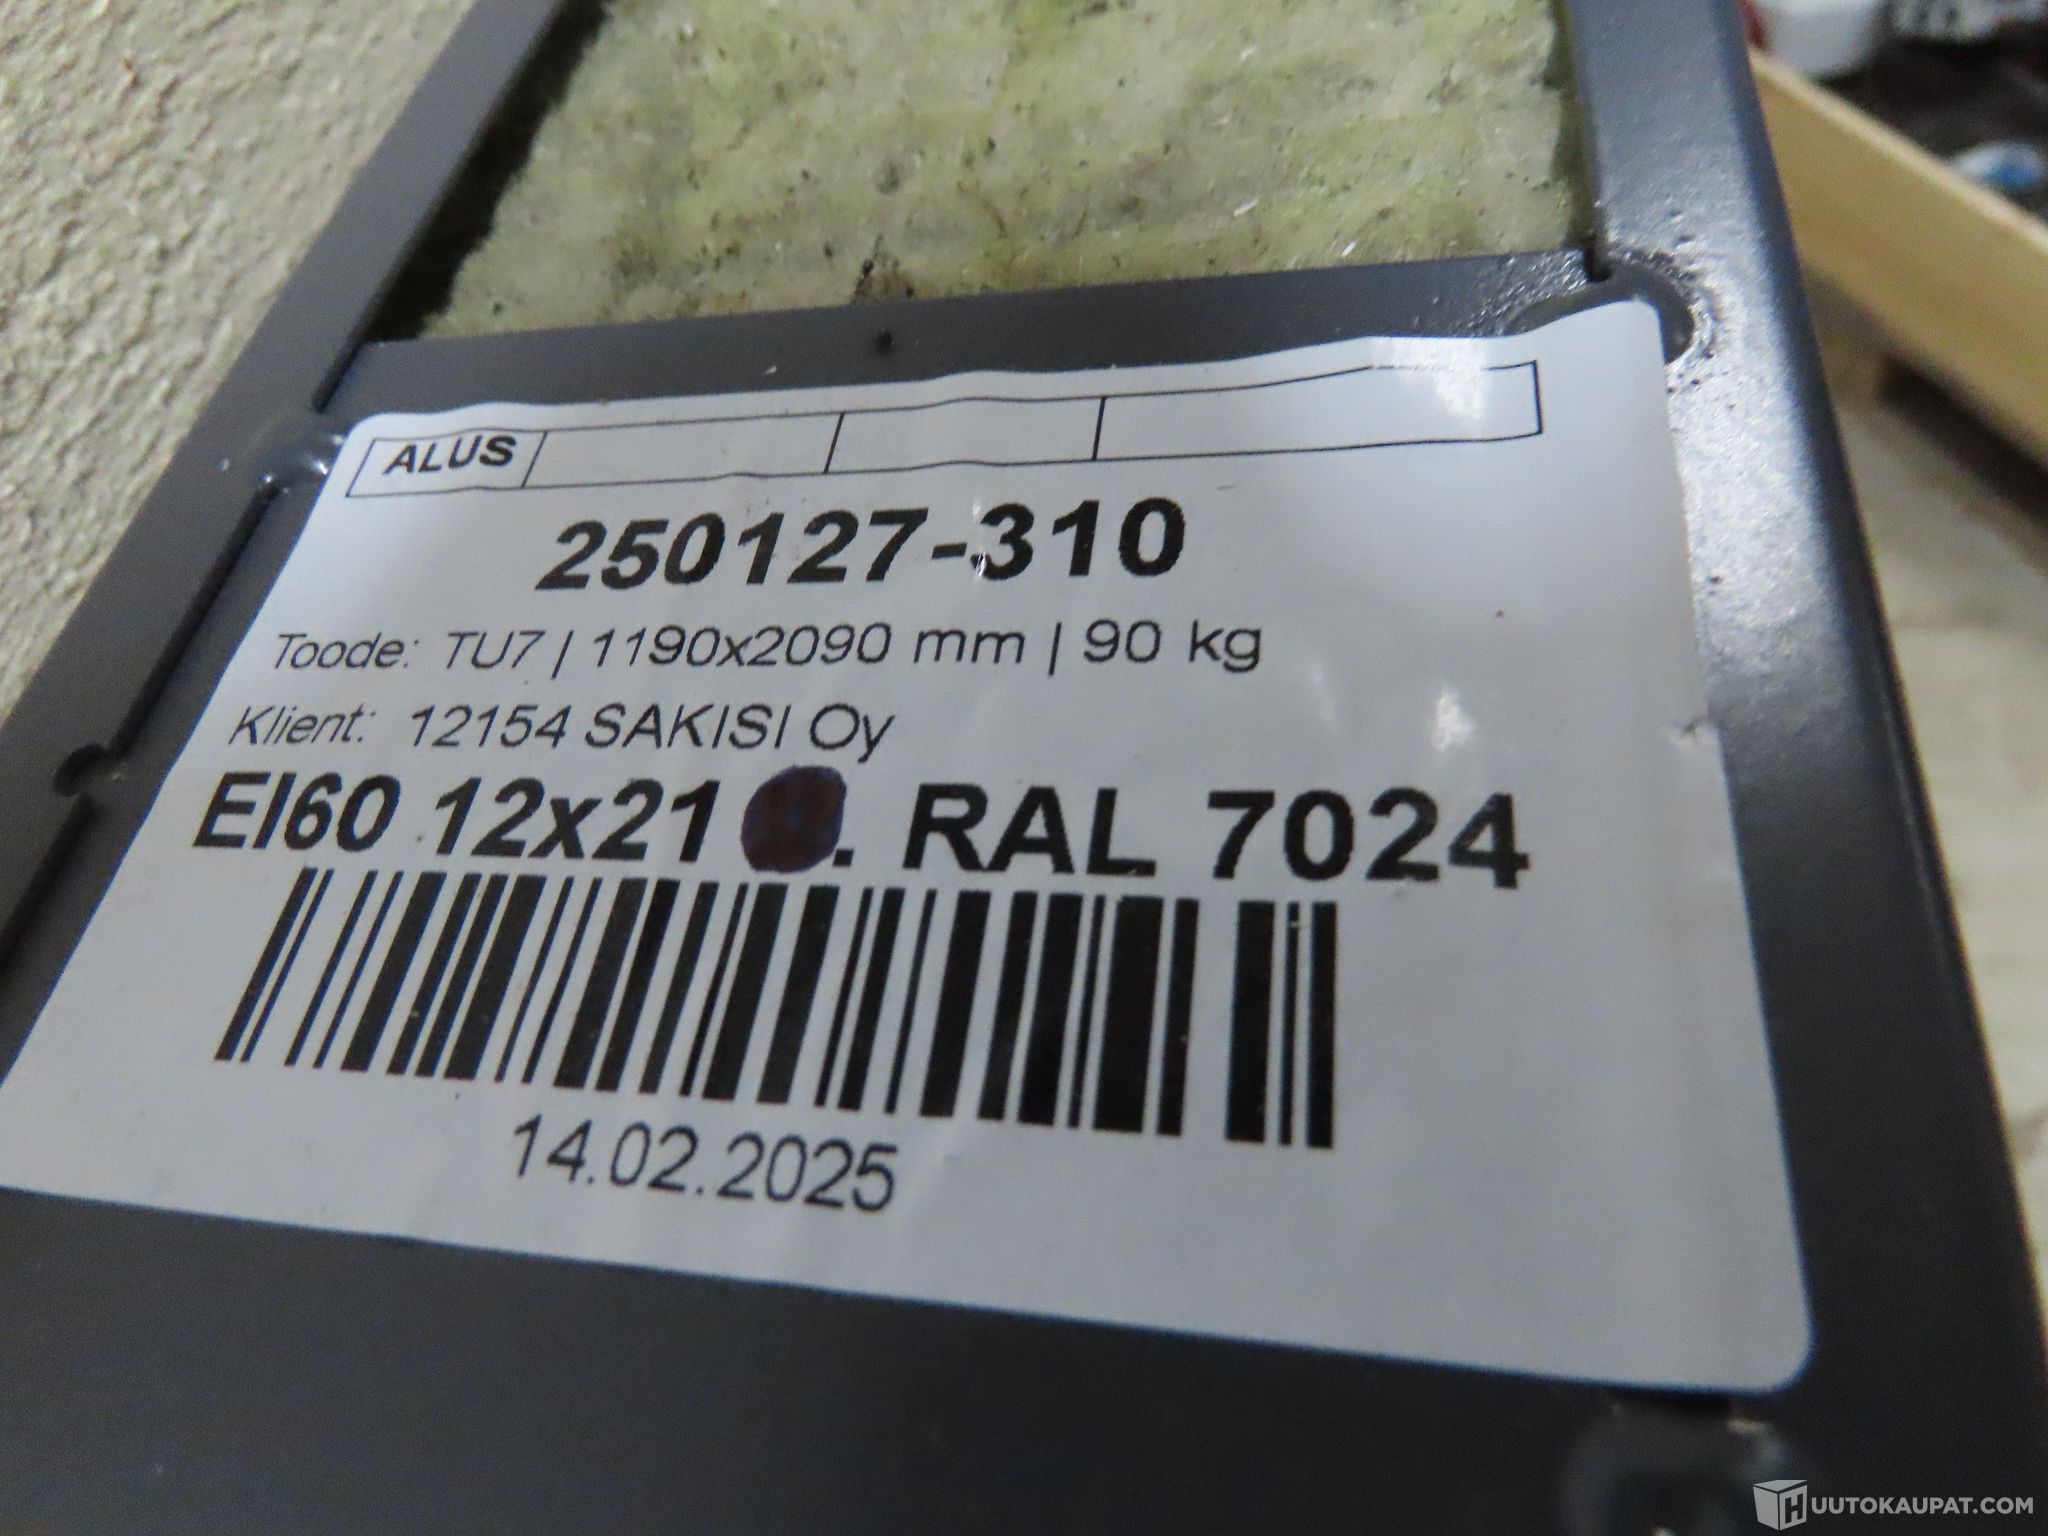 ALUS
250127-310
Toode: TU7 | 1190x2090 mm | 90 kg
Klient: 12154 SAKISI Oy
EI60 12x21 . RAL 7024
14.02.2025
HUUTOKAUPAT.COM